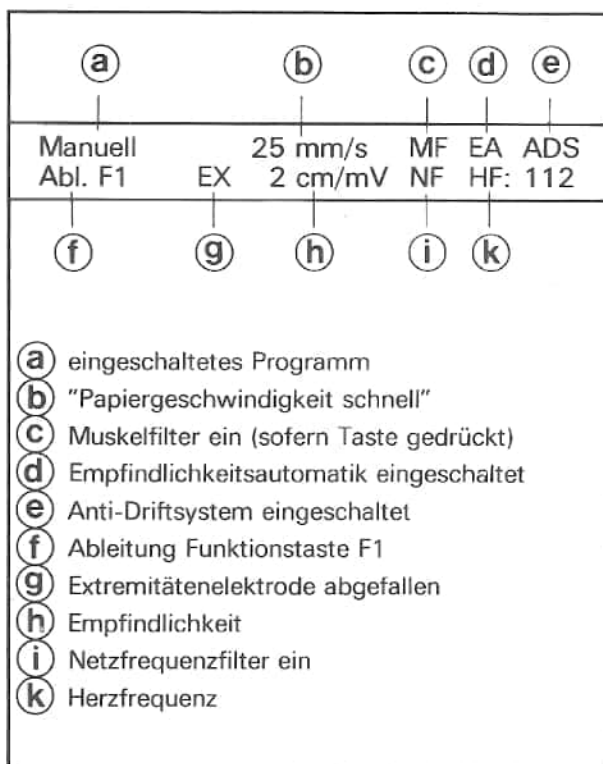 a b c d e
Manuell 25 mm/s MF EA ADS
Abl. F1 EX 2 cm/mV NF HF: 112
f g h i k
a eingeschaltetes Programm
b "Papiergeschwindigkeit schnell"
c Muskelfilter ein (sofern Taste gedrückt)
d Empfindlichkeitsautomatik eingeschaltet
e Anti-Driftsystem eingeschaltet
f Ableitung Funktionstaste F1
g Extremitätenelektrode abgefallen
h Empfindlichkeit
i Netzfrequenzfilter ein
k Herzfrequenz